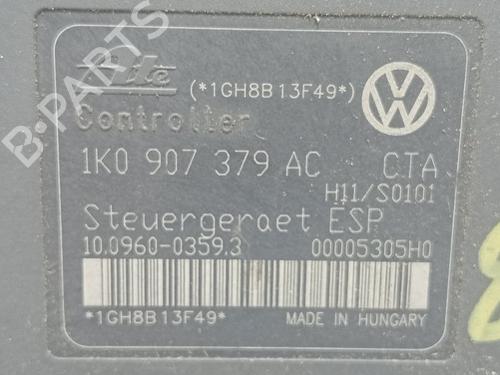 Ate
(*1GH8B13F49*)
Controller
1K0 907 379 AC CTA
H11/S0101
Steuergeraet ESP
10.0960-0359.3 00005305H0
*1GH8B13F49* MADE IN HUNGARY
B-PARTS